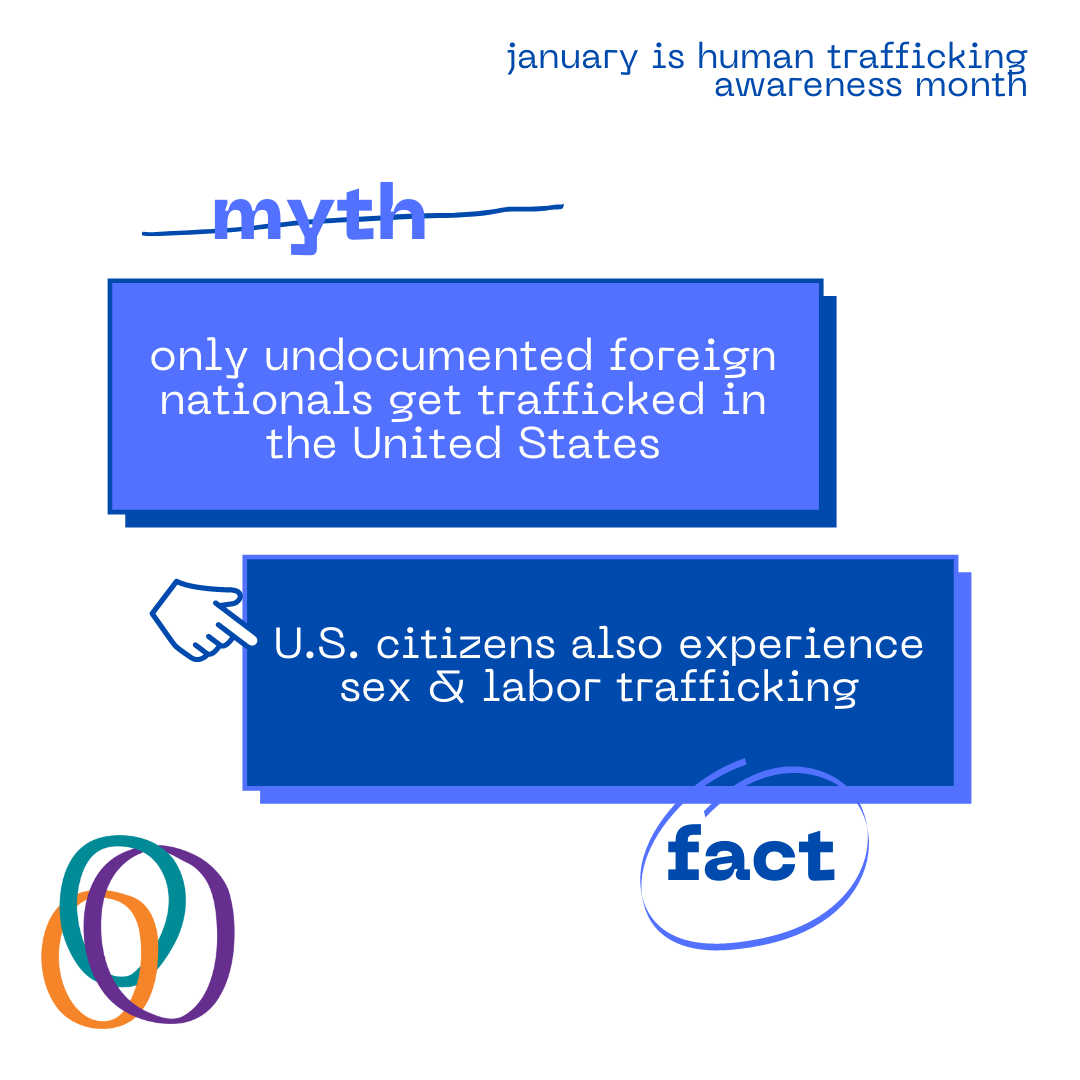 january is human trafficking
awareness month
myth
only undocumented foreign
nationals get trafficked in
the United States
U.S. citizens also experience
sex & labor trafficking
fact